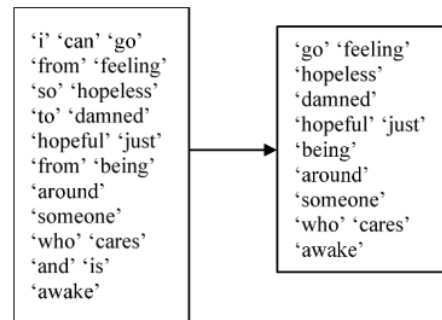 ‘i’ ‘can’ ‘go’
‘from’ ‘feeling’
‘so’ ‘hopeless’
‘to’ ‘damned’
‘hopeful’ ‘just’
‘from’ ‘being’
‘around’
‘someone’
‘who’ ‘cares’
‘and’ ‘is’
‘awake’
‘go’ ‘feeling’
‘hopeless’
‘damned’
‘hopeful’ ‘just’
‘being’
‘around’
‘someone’
‘who’ ‘cares’
‘awake’